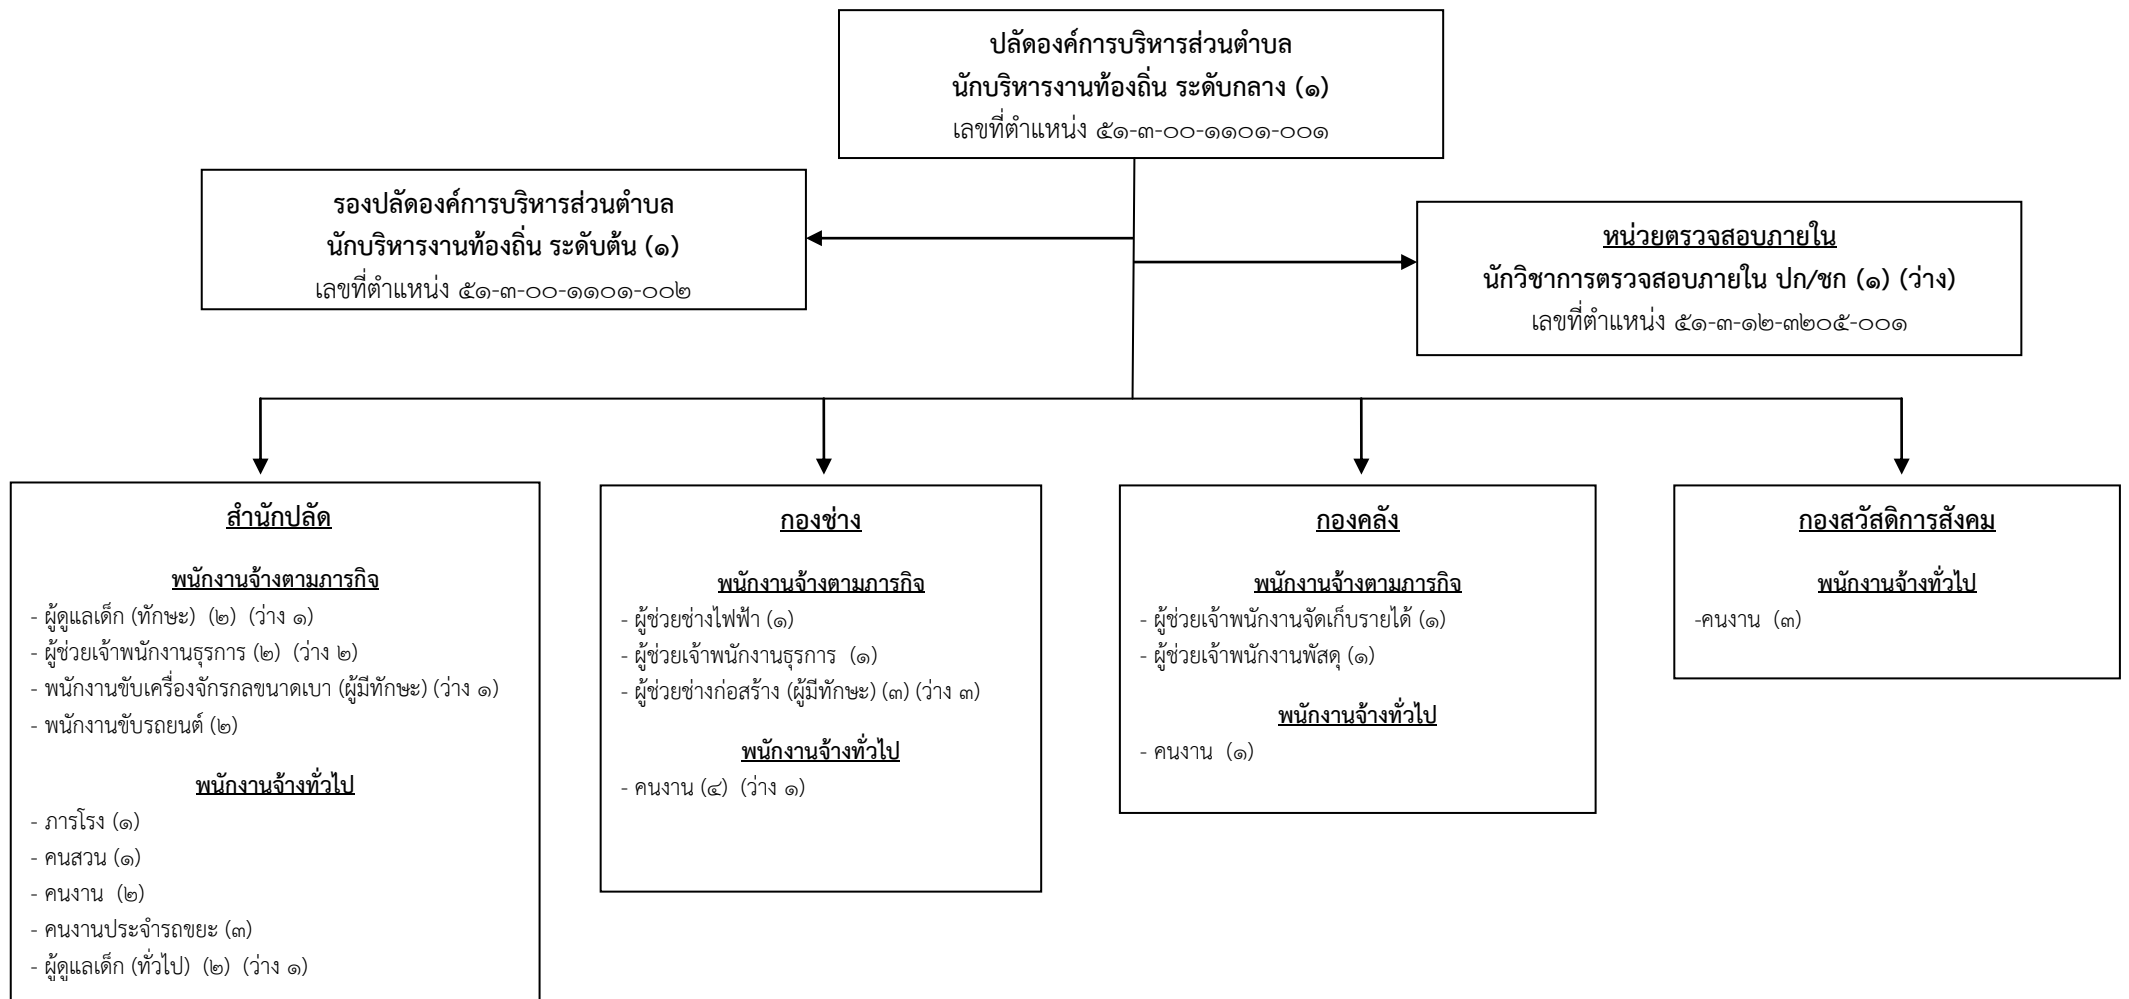 ปลัดองค์การบริหารส่วนตำบล
นักบริหารงานท้องถิ่น ระดับกลาง (๑)
เลขที่ตำแหน่ง ๕๑-๓-๐๐-๑๑๐๑-๐๐๑
รองปลัดองค์การบริหารส่วนตำบล
นักบริหารงานท้องถิ่น ระดับต้น (๑)
เลขที่ตำแหน่ง ๕๑-๓-๐๐-๑๑๐๑-๐๐๒
หน่วยตรวจสอบภายใน
นักวิชาการตรวจสอบภายใน ปก/ชก (๑) (ว่าง)
เลขที่ตำแหน่ง ๕๑-๓-๑๒-๓๒๐๕-๐๐๑
สำนักปลัด
พนักงานจ้างตามภารกิจ
- ผู้ดูแลเด็ก (ทักษะ) (๒) (ว่าง ๑)
- ผู้ช่วยเจ้าพนักงานธุรการ (๒) (ว่าง ๒)
- พนักงานขับเครื่องจักรกลขนาดเบา (ผู้มีทักษะ) (ว่าง ๑)
- พนักงานขับรถยนต์ (๒)
พนักงานจ้างทั่วไป
- ภารโรง (๑)
- คนสวน (๑)
- คนงาน (๒)
- คนงานประจำรถขยะ (๓)
- ผู้ดูแลเด็ก (ทั่วไป) (๒) (ว่าง ๑)
กองช่าง
พนักงานจ้างตามภารกิจ
- ผู้ช่วยช่างไฟฟ้า (๑)
- ผู้ช่วยเจ้าพนักงานธุรการ (๑)
- ผู้ช่วยช่างก่อสร้าง (ผู้มีทักษะ) (๓) (ว่าง ๓)
พนักงานจ้างทั่วไป
- คนงาน (๔) (ว่าง ๑)
กองคลัง
พนักงานจ้างตามภารกิจ
- ผู้ช่วยเจ้าพนักงานจัดเก็บรายได้ (๑)
- ผู้ช่วยเจ้าพนักงานพัสดุ (๑)
พนักงานจ้างทั่วไป
- คนงาน (๑)
กองสวัสดิการสังคม
พนักงานจ้างทั่วไป
-คนงาน (๓)